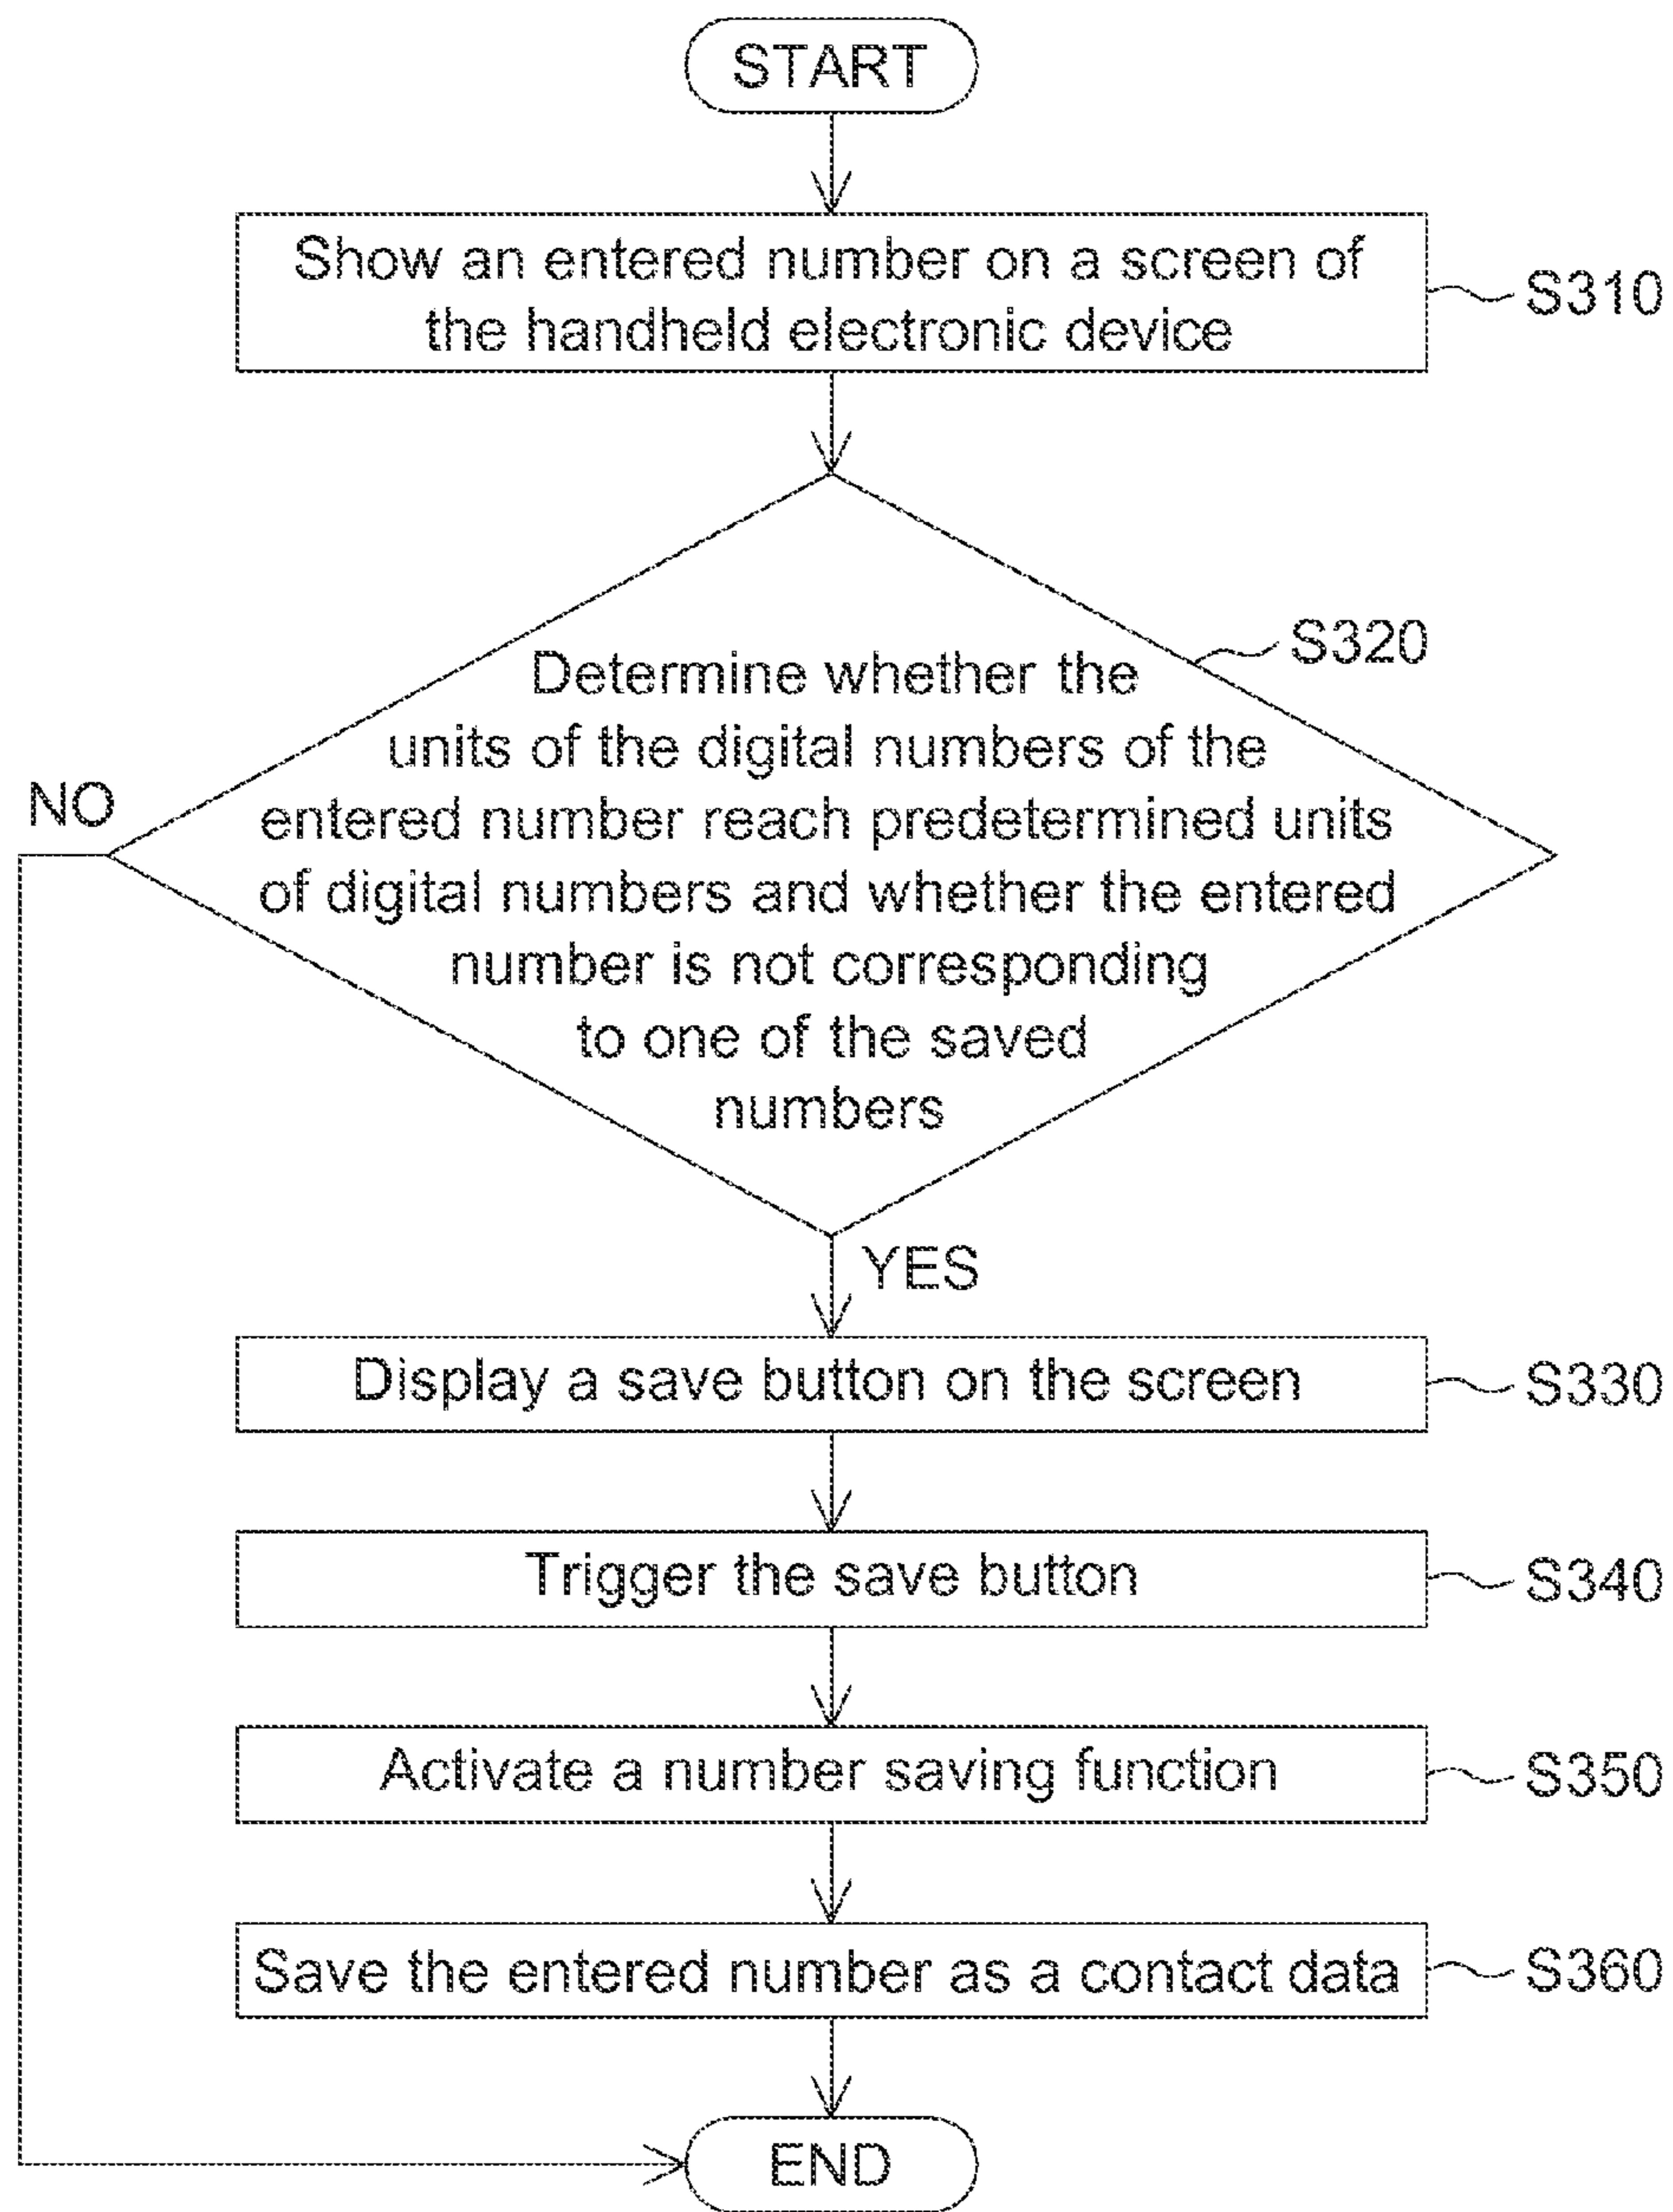 START
Show an entered number on a screen of
the handheld electronic device
S310
S320
Determine whether the
units of the digital numbers of the
entered number reach predetermined units
of digital numbers and whether the entered
number is not corresponding
to one of the saved
numbers
NO
YES
Display a save button on the screen
S330
Trigger the save button
S340
Activate a number saving function
S350
Save the entered number as a contact data
S360
END